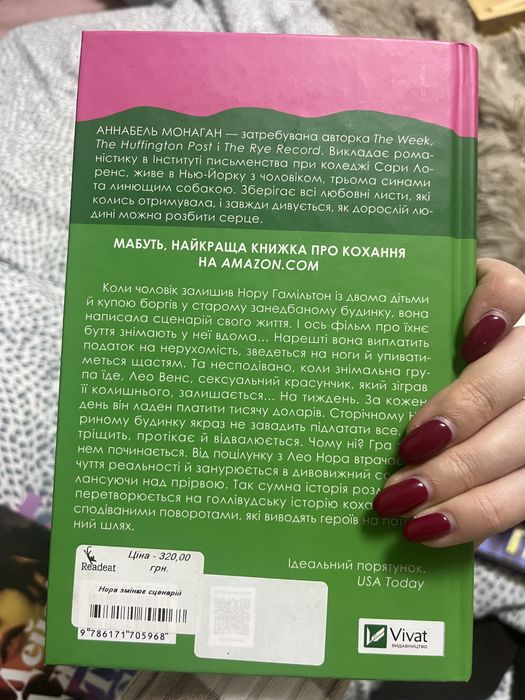 АННАБЕЛЬ МОНАГАН — затребувана авторка The Week,
The Huffington Post і The Rye Record. Викладає рома-
ністику в Інституті письменства при коледжі Сари Ло-
ренс, живе в Нью-Йорку з чоловіком, трьома синами
та линющим собакою. Зберігає всі любовні листи, які
колись отримувала, і завжди дивується, як дорослій лю-
дині можна розбити серце.
МАБУТЬ, НАЙКРАЩА КНИЖКА ПРО КОХАННЯ
НА AMAZON.COM
Коли чоловік залишив Нору Гамільтон із двома дітьми
й купою боргів у старому занедбаному будинку, вона
написала сценарій свого життя. І ось фільм про їхнє
буття знімають у неї вдома... Нарешті вона виплатить
податок на нерухомість, зведеться на ноги й упивати-
меться щастям. Та несподівано, коли знімальна гру-
па їде, Лео Венс, сексуальний красунчик, який зіграв
її колишнього, залишається... На тиждень. За кожен
день він ладен платити тисячу доларів. Сторічному
риному будинку якраз не завадить підлатати все,
тріщить, протікає й відвалюється. Чому ні? Гра
нем починається. Від поцілунку з Лео Нора втрачає
чуття реальності й занурюється в дивовижний
лансуючи над прірвою. Так сумна історія
перетворюється на голлівудську історію
сподіваними поворотами, які виводять героїв на
ний шлях.
Ідеальний порятунок.
USA Today
Readeat
Ціна - 320,00
грн.
Нора змінює сценарій
9 786171 705968
Vivat
ВИДАВНИЦТВО